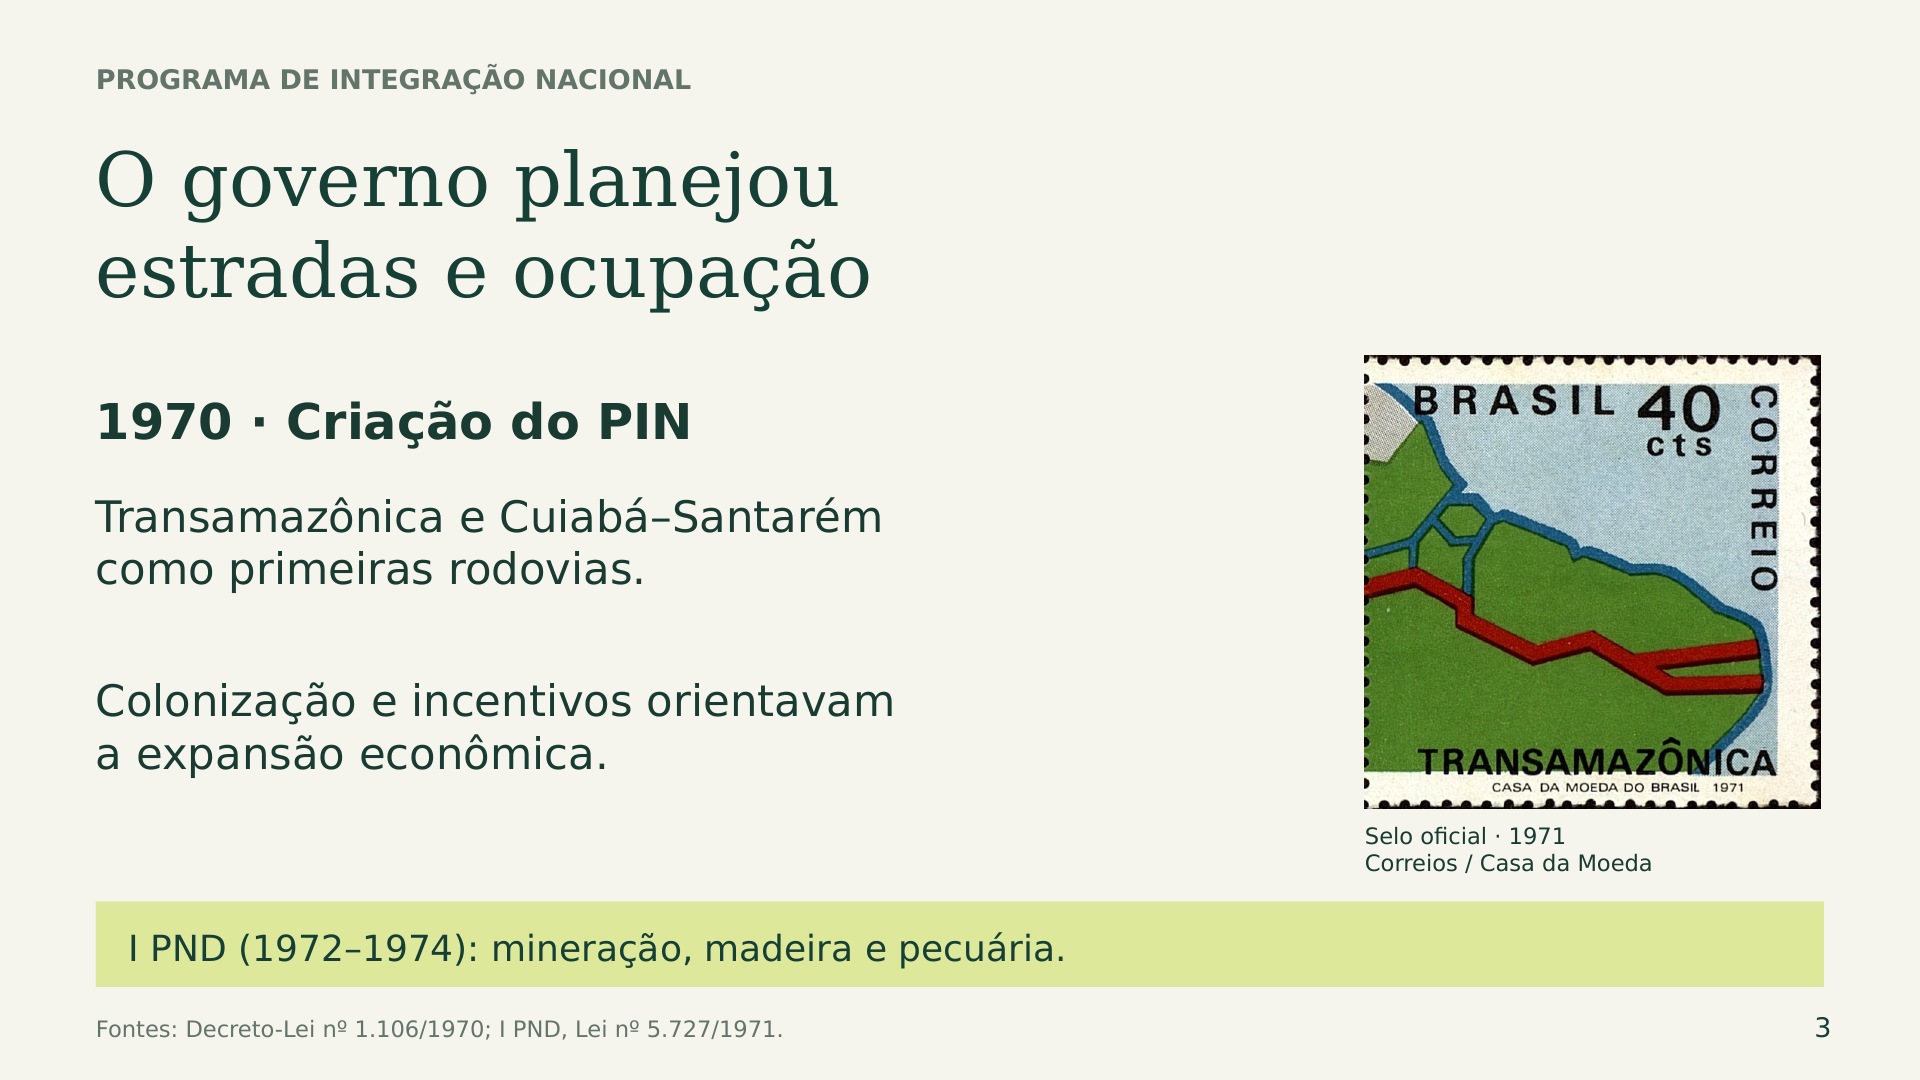 PROGRAMA DE INTEGRAÇÃO NACIONAL
O governo planejou
estradas e ocupação
1970 · Criação do PIN
Transamazônica e Cuiabá–Santarém
como primeiras rodovias.
Colonização e incentivos orientavam
a expansão econômica.
BRASIL 40
cts
CORREIO
TRANSAMAZÔNICA
CASA DA MOEDA DO BRASIL 1971
Selo oficial · 1971
Correios / Casa da Moeda
I PND (1972–1974): mineração, madeira e pecuária.
Fontes: Decreto-Lei nº 1.106/1970; I PND, Lei nº 5.727/1971.
3